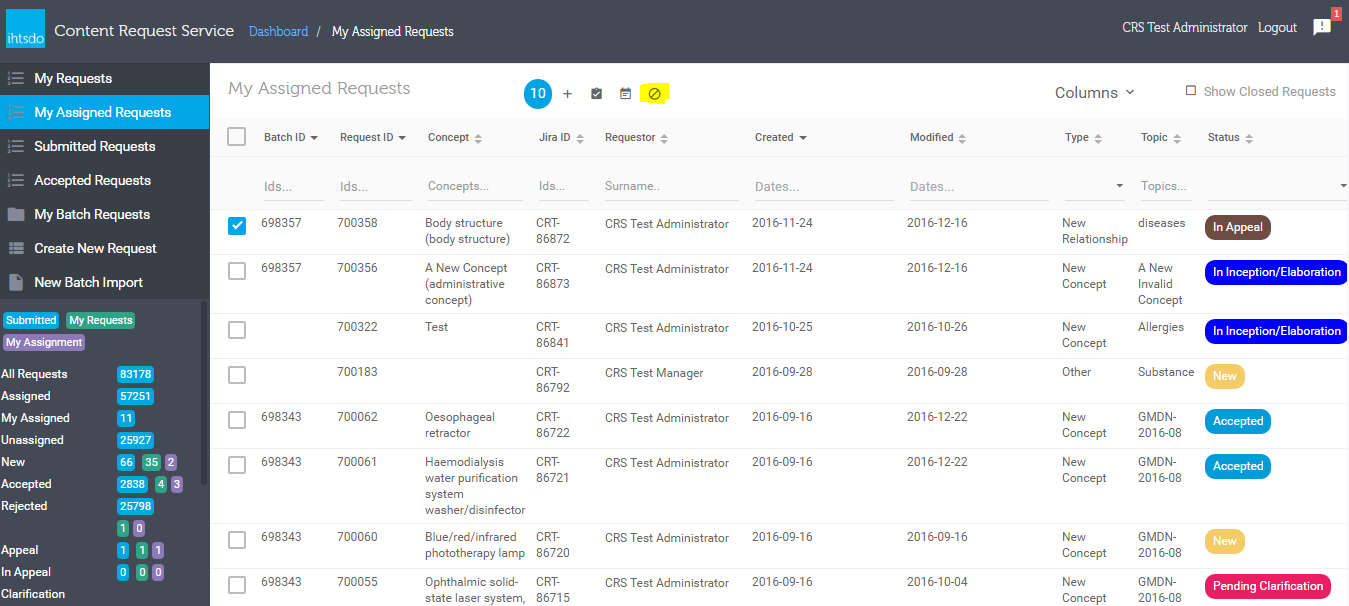 ihtsdo
Content Request Service Dashboard / My Assigned Requests
CRS Test Administrator Logout 1
My Requests
My Assigned Requests
Submitted Requests
Accepted Requests
My Batch Requests
Create New Request
New Batch Import
Submitted My Requests
My Assignment
All Requests 83178
Assigned 57251
My Assigned 11
Unassigned 25927
New 66 35 2
Accepted 2838 4 3
Rejected 25798
1 0
Appeal 1 1 1
In Appeal 0 0 0
Clarification
My Assigned Requests 10 + Columns Show Closed Requests
Batch ID Request ID Concept Jira ID Requestor Created Modified Type Topic Status
Ids... Ids... Concepts... Ids... Surname.. Dates... Dates... Topics...
698357 700358 Body structure CRT- CRS Test Administrator 2016-11-24 2016-12-16 New diseases In Appeal
(body structure) 86872 Relationship
698357 700356 A New Concept CRT- CRS Test Administrator 2016-11-24 2016-12-16 New A New In Inception/Elaboration
(administrative 86873 Concept Invalid
concept) Concept
700322 Test CRT- CRS Test Administrator 2016-10-25 2016-10-26 New Allergies In Inception/Elaboration
86841 Concept
700183 CRT- CRS Test Manager 2016-09-28 2016-09-28 Other Substance New
86792
698343 700062 Oesophageal CRT- CRS Test Administrator 2016-09-16 2016-12-22 New GMDN- Accepted
retractor 86722 Concept 2016-08
698343 700061 Haemodialysis CRT- CRS Test Administrator 2016-09-16 2016-12-22 New GMDN- Accepted
water purification 86721 Concept 2016-08
system
washer/disinfector
698343 700060 Blue/red/infrared CRT- CRS Test Administrator 2016-09-16 2016-09-16 New GMDN- New
phototherapy lamp 86720 Concept 2016-08
698343 700055 Ophthalmic solid- CRT- CRS Test Administrator 2016-09-16 2016-10-04 New GMDN- Pending Clarification
state laser system, 86715 Concept 2016-08